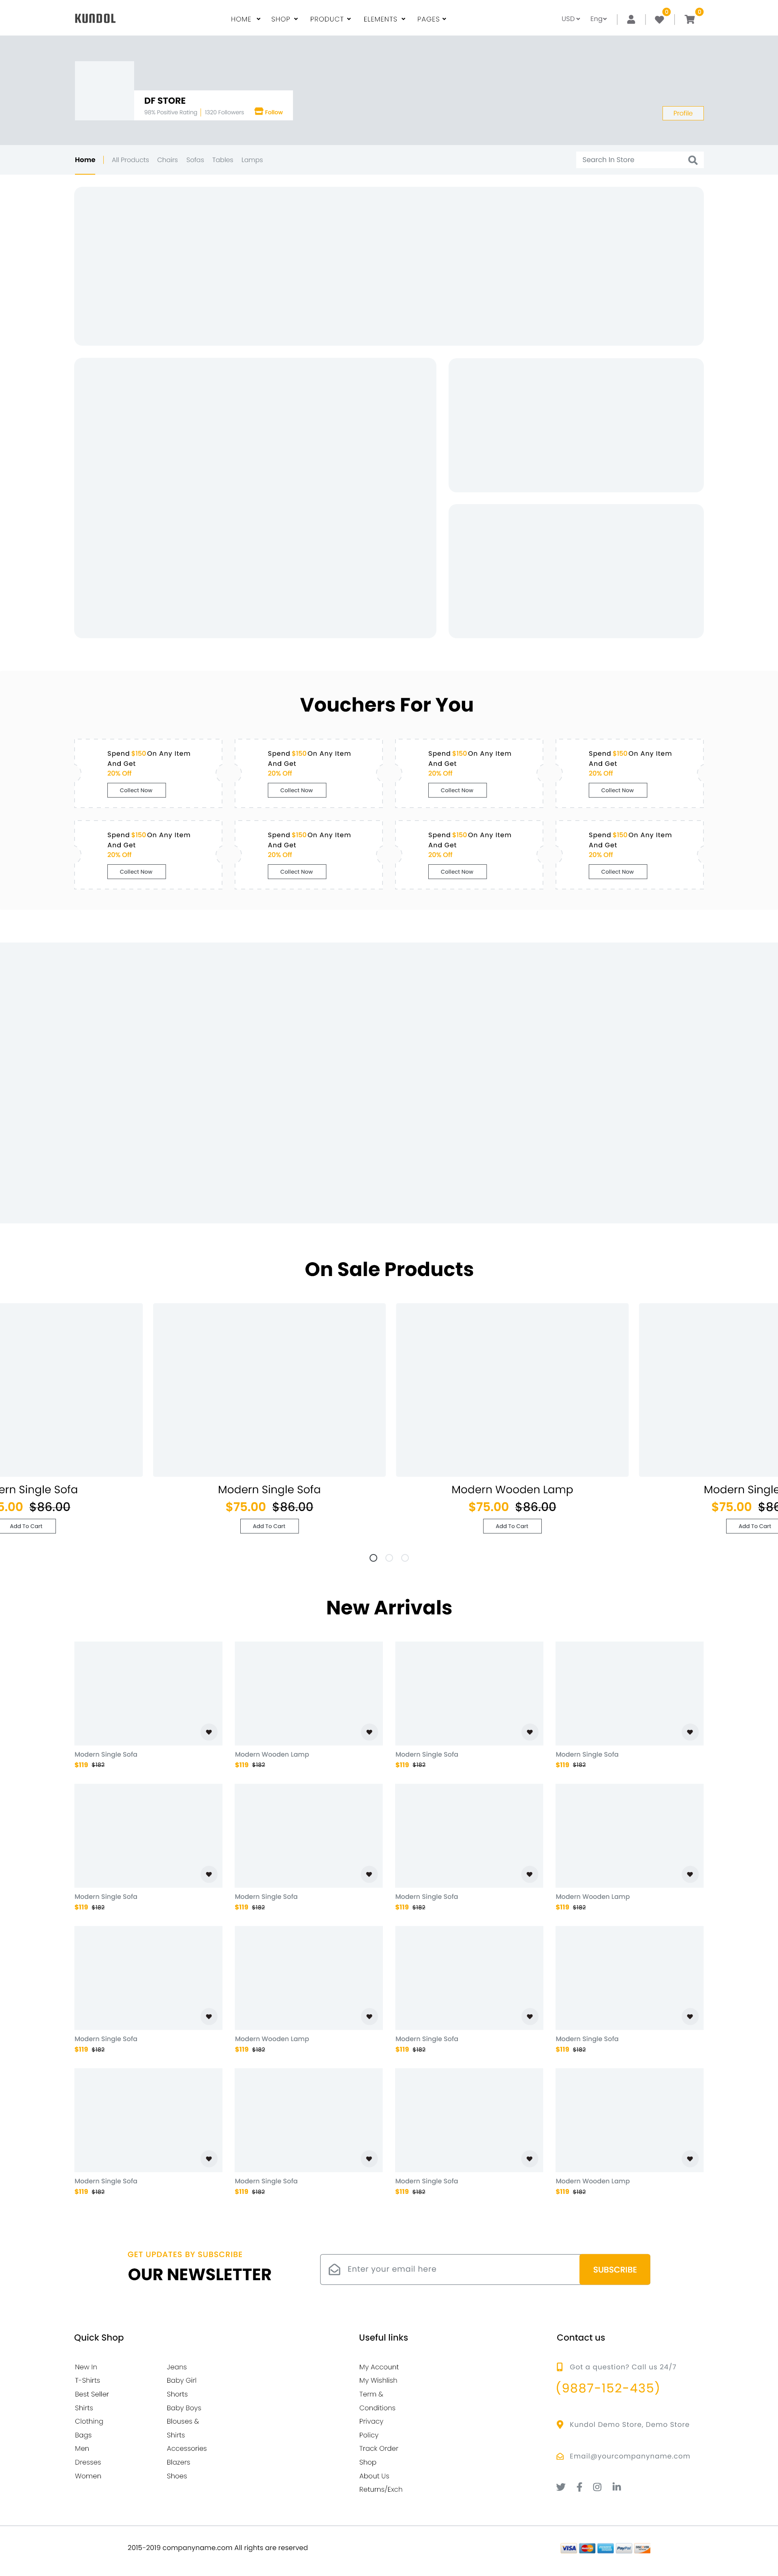 KUNDOL
HOME SHOP PRODUCT ELEMENTS PAGES
USD Eng 0 0
DF STORE
98% Positive Rating 1320 Followers Follow
Profile
Home All Products Chairs Sofas Tables Lamps
Search In Store
Vouchers For You
Spend $150 On Any Item
And Get
20% Off
Collect Now
Spend $150 On Any Item
And Get
20% Off
Collect Now
Spend $150 On Any Item
And Get
20% Off
Collect Now
Spend $150 On Any Item
And Get
20% Off
Collect Now
Spend $150 On Any Item
And Get
20% Off
Collect Now
Spend $150 On Any Item
And Get
20% Off
Collect Now
Spend $150 On Any Item
And Get
20% Off
Collect Now
Spend $150 On Any Item
And Get
20% Off
Collect Now
On Sale Products
ern Single Sofa
5.00 $86.00
Add To Cart
Modern Single Sofa
$75.00 $86.00
Add To Cart
Modern Wooden Lamp
$75.00 $86.00
Add To Cart
Modern Single
$75.00 $86
Add To Cart
New Arrivals
Modern Single Sofa
$119 $182
Modern Wooden Lamp
$119 $182
Modern Single Sofa
$119 $182
Modern Single Sofa
$119 $182
Modern Single Sofa
$119 $182
Modern Single Sofa
$119 $182
Modern Single Sofa
$119 $182
Modern Wooden Lamp
$119 $182
Modern Single Sofa
$119 $182
Modern Wooden Lamp
$119 $182
Modern Single Sofa
$119 $182
Modern Single Sofa
$119 $182
Modern Single Sofa
$119 $182
Modern Single Sofa
$119 $182
Modern Single Sofa
$119 $182
Modern Wooden Lamp
$119 $182
GET UPDATES BY SUBSCRIBE
OUR NEWSLETTER
Enter your email here
SUBSCRIBE
Quick Shop
New In
T-Shirts
Best Seller
Shirts
Clothing
Bags
Men
Dresses
Women
Jeans
Baby Girl
Shorts
Baby Boys
Blouses &
Shirts
Accessories
Blazers
Shoes
Useful links
My Account
My Wishlish
Term &
Conditions
Privacy
Policy
Track Order
Shop
About Us
Returns/Exch
Contact us
Got a question? Call us 24/7
(9887-152-435)
Kundol Demo Store, Demo Store
Email@yourcompanyname.com
2015-2019 companyname.com All rights are reserved
VISA PayPal